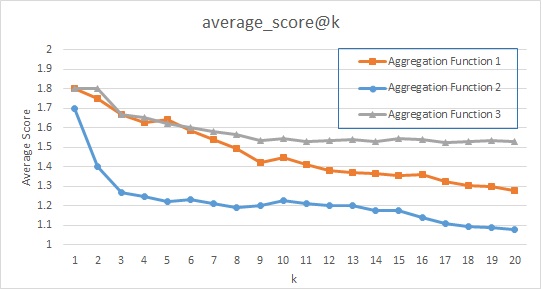 average_score@k
2
1.9
1.8
1.7
1.6
1.5
1.4
1.3
1.2
1.1
1
Average Score
Aggregation Function 1
Aggregation Function 2
Aggregation Function 3
1 2 3 4 5 6 7 8 9 10 11 12 13 14 15 16 17 18 19 20
k